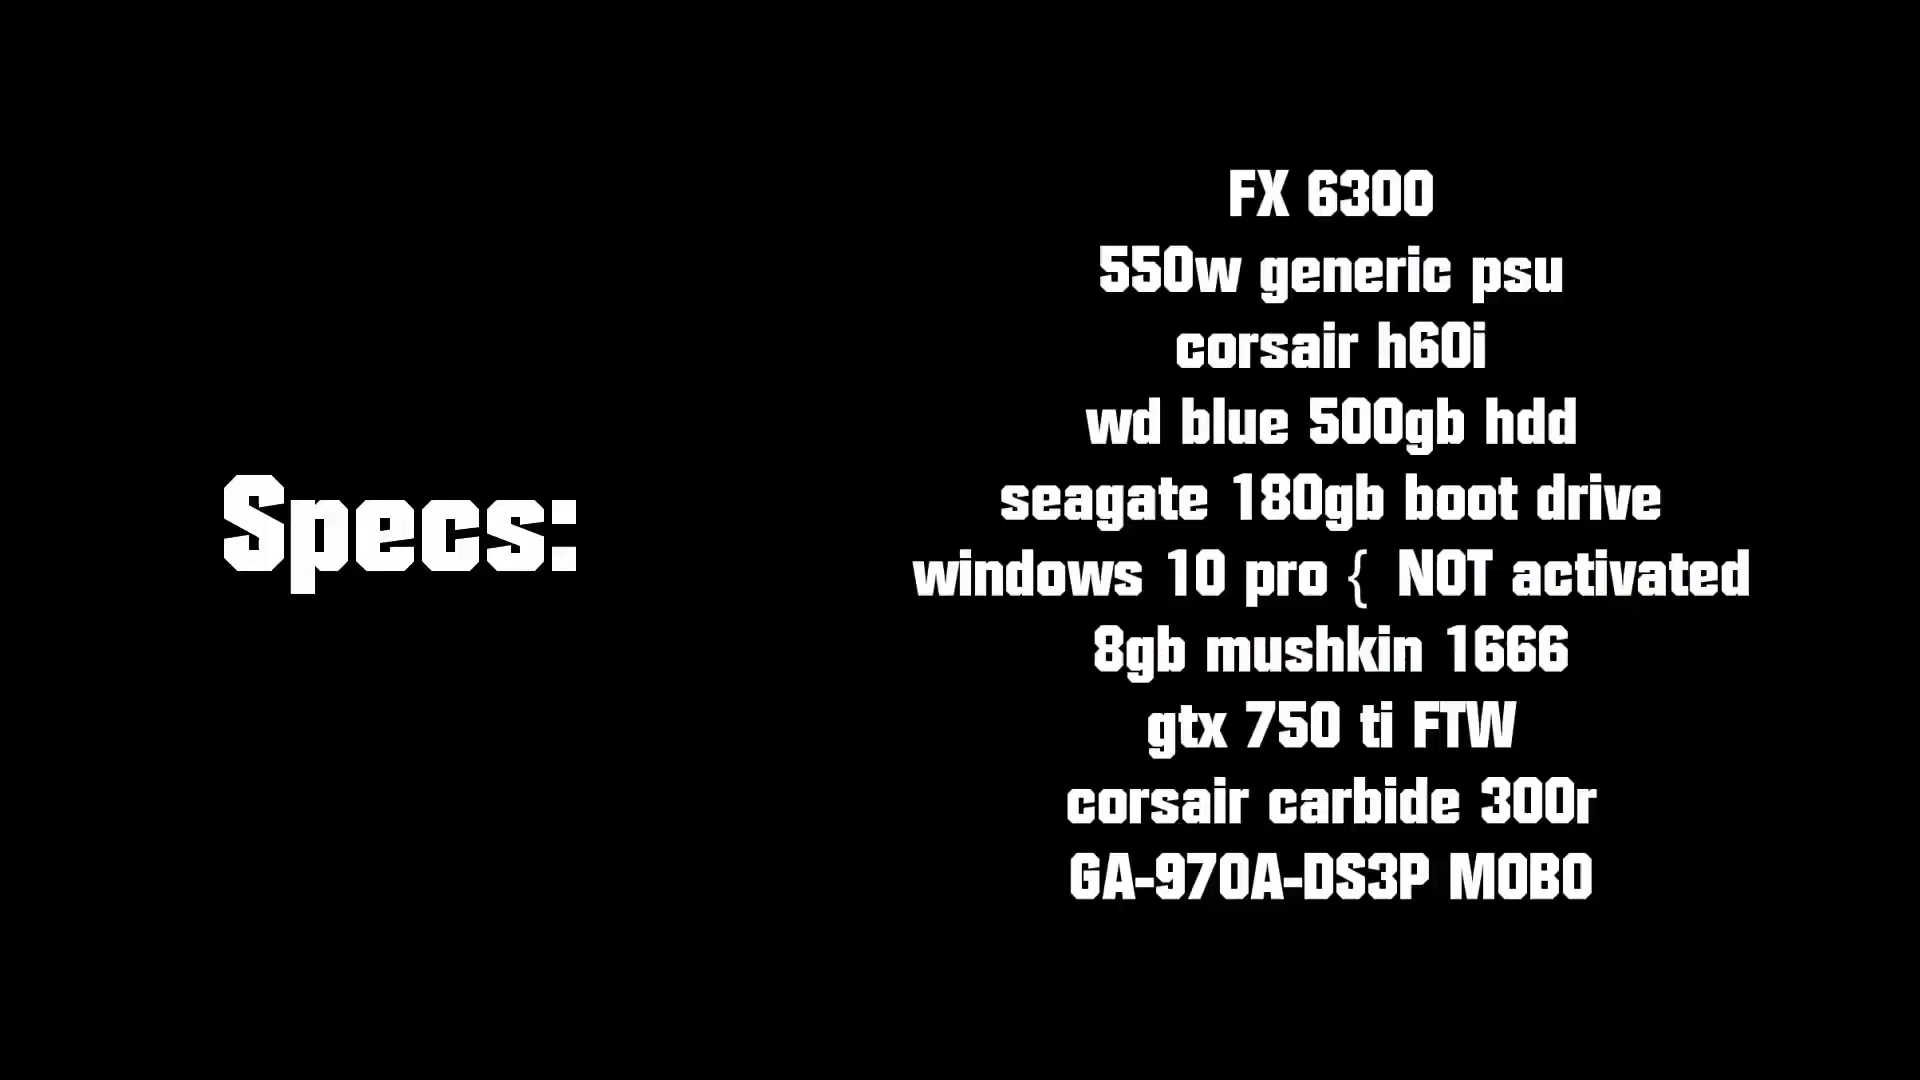 Specs:
FX 6300
550w generic psu
corsair h60i
wd blue 500gb hdd
seagate 180gb boot drive
windows 10 pro { NOT activated
8gb mushkin 1666
gtx 750 ti FTW
corsair carbide 300r
GA-970A-DS3P MOBO